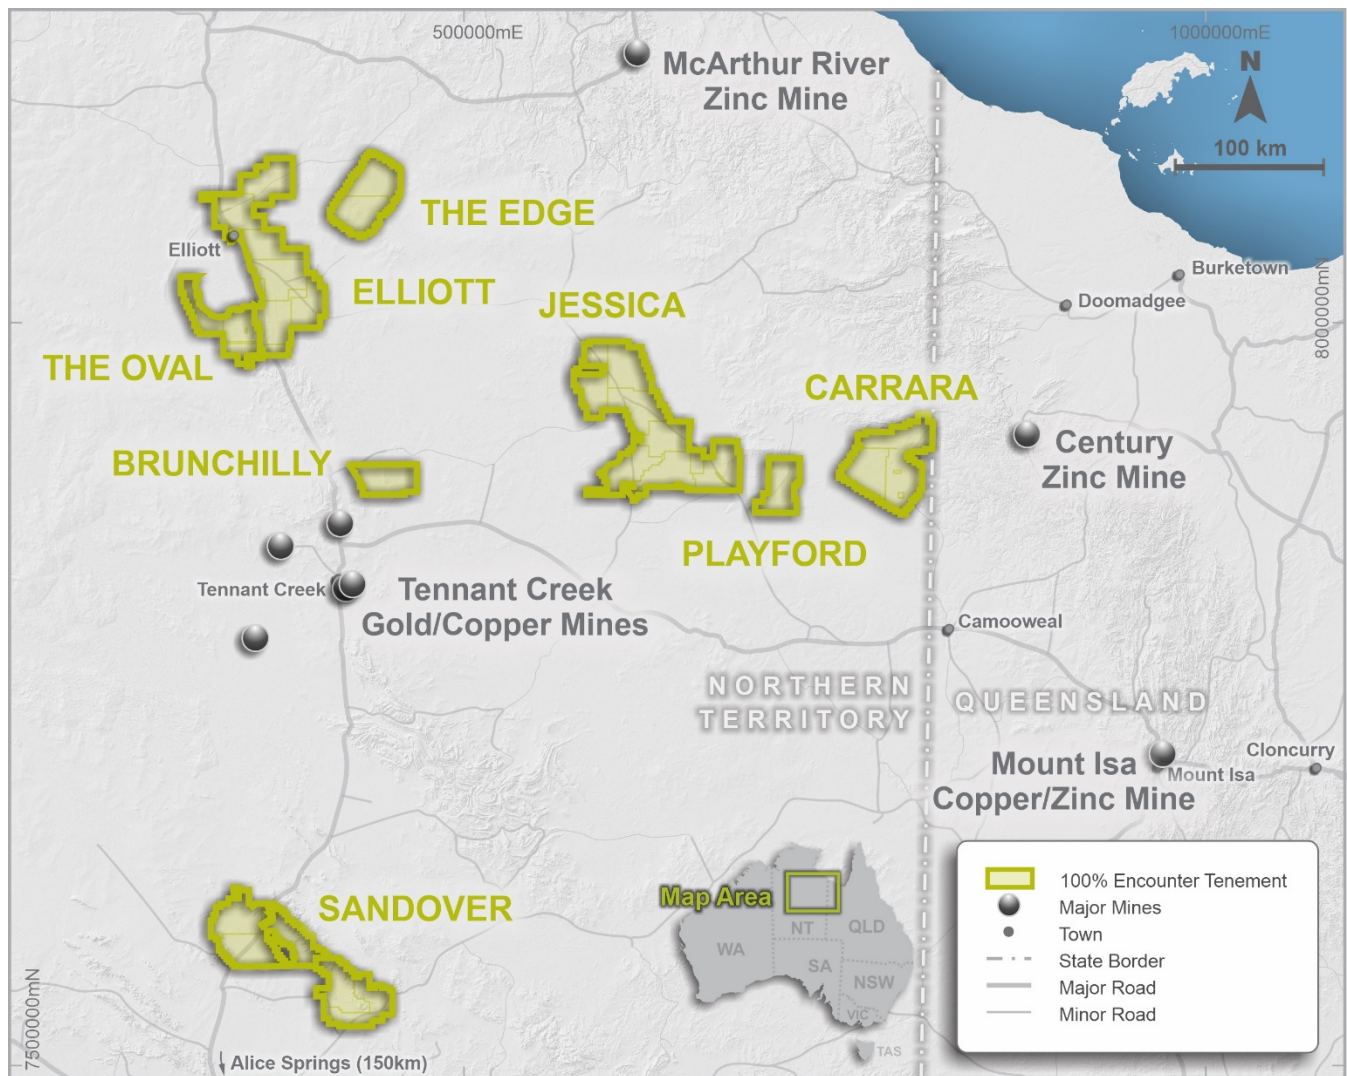 500000mE
1000000mE
McArthur River
Zinc Mine
N
100 km
THE EDGE
Elliott
ELLIOTT
JESSICA
Burketown
Doomadgee
8000000mN
THE OVAL
CARRARA
BRUNCHILLY
Century
Zinc Mine
PLAYFORD
Tennant Creek
Tennant Creek
Gold/Copper Mines
Camooweal
NORTHERN
TERRITORY
QUEENSLAND
Mount Isa
Copper/Zinc Mine
Mount Isa
Cloncurry
SANDOVER
Map Area
WA
NT
QLD
SA
NSW
VIC
TAS
100% Encounter Tenement
Major Mines
Town
State Border
Major Road
Minor Road
7500000mN
Alice Springs (150km)